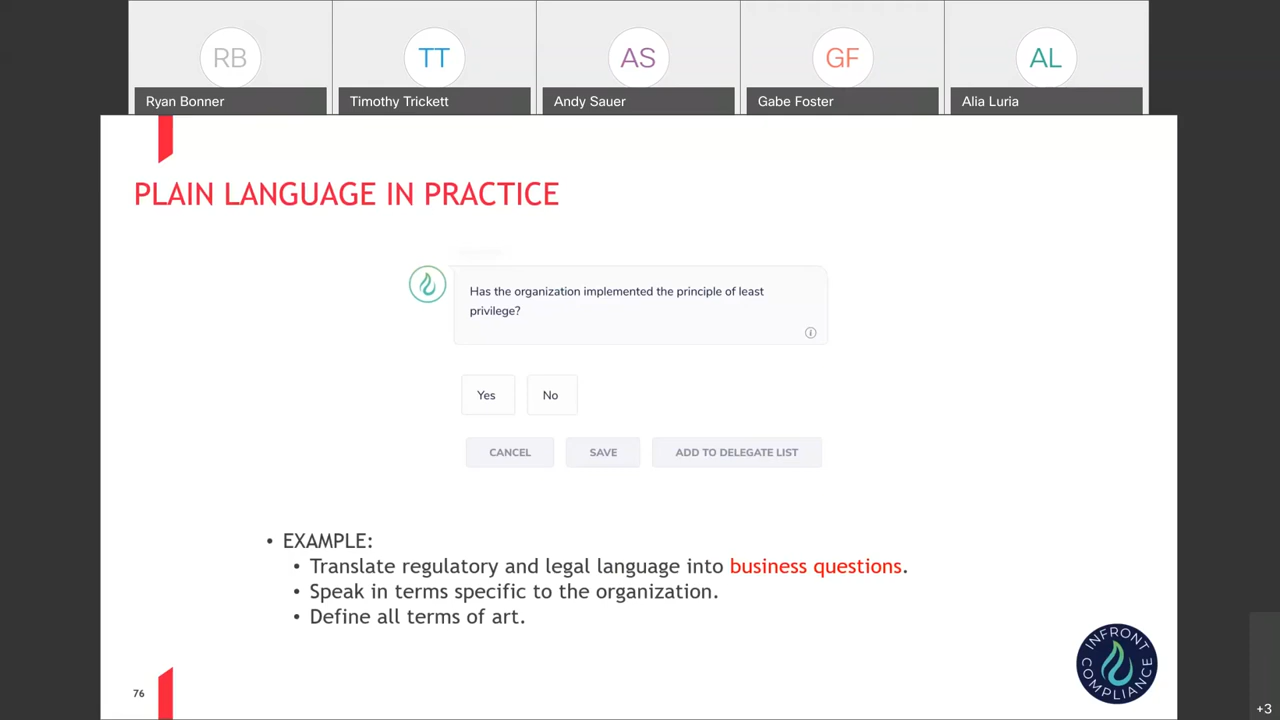 RB TT AS GF AL
Ryan Bonner Timothy Trickett Andy Sauer Gabe Foster Alia Luria
PLAIN LANGUAGE IN PRACTICE
Has the organization implemented the principle of least
privilege?
Yes No
CANCEL SAVE ADD TO DELEGATE LIST
• EXAMPLE:
• Translate regulatory and legal language into business questions.
• Speak in terms specific to the organization.
• Define all terms of art.
INFRONT
COMPLIANCE
76
+3